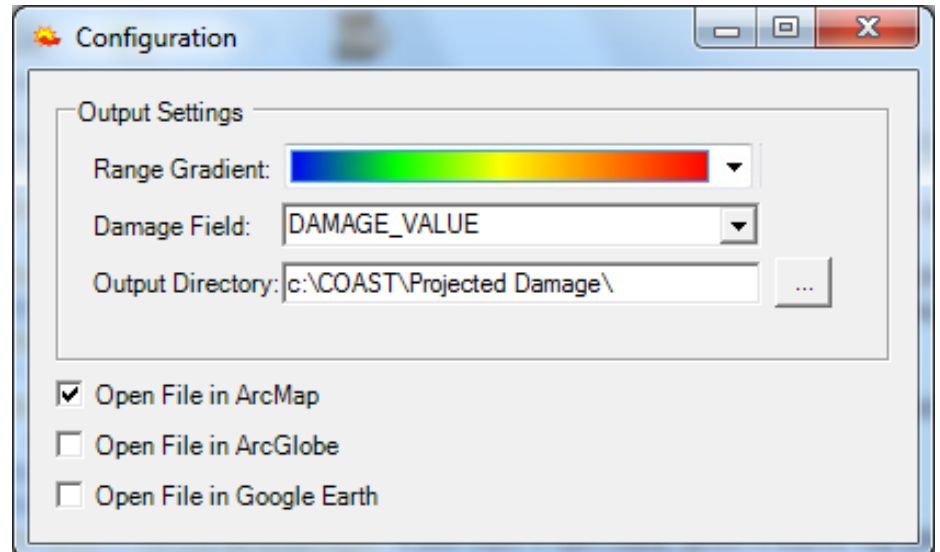 Configuration
Output Settings
Range Gradient:
Damage Field: DAMAGE_VALUE
Output Directory: c:\COAST\Projected Damage\ ...
Open File in ArcMap
Open File in ArcGlobe
Open File in Google Earth